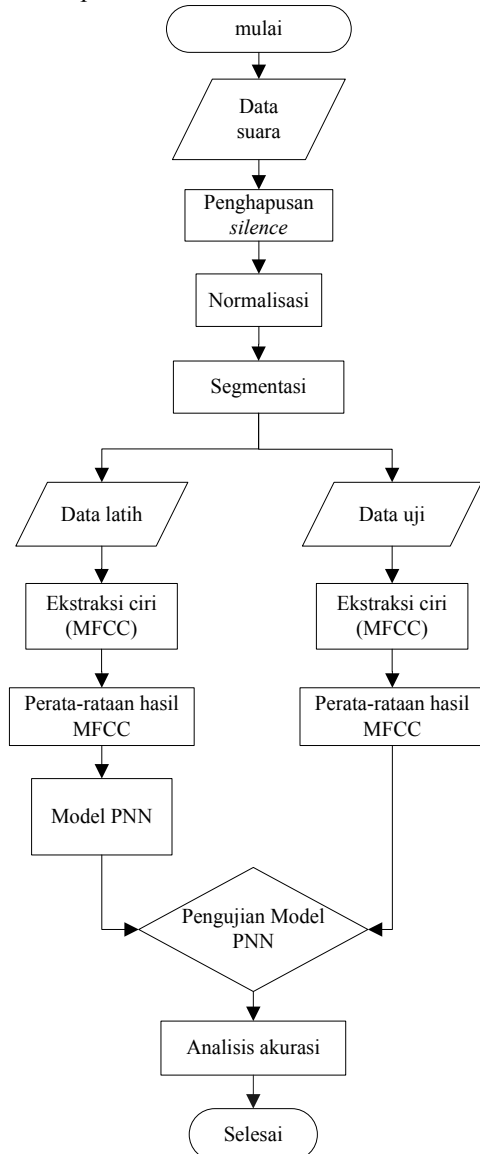 mulai
Data
suara
Penghapusan
silence
Normalisasi
Segmentasi
Data latih
Data uji
Ekstraksi ciri
(MFCC)
Ekstraksi ciri
(MFCC)
Perata-rataan hasil
MFCC
Perata-rataan hasil
MFCC
Model PNN
Pengujian Model
PNN
Analisis akurasi
Selesai